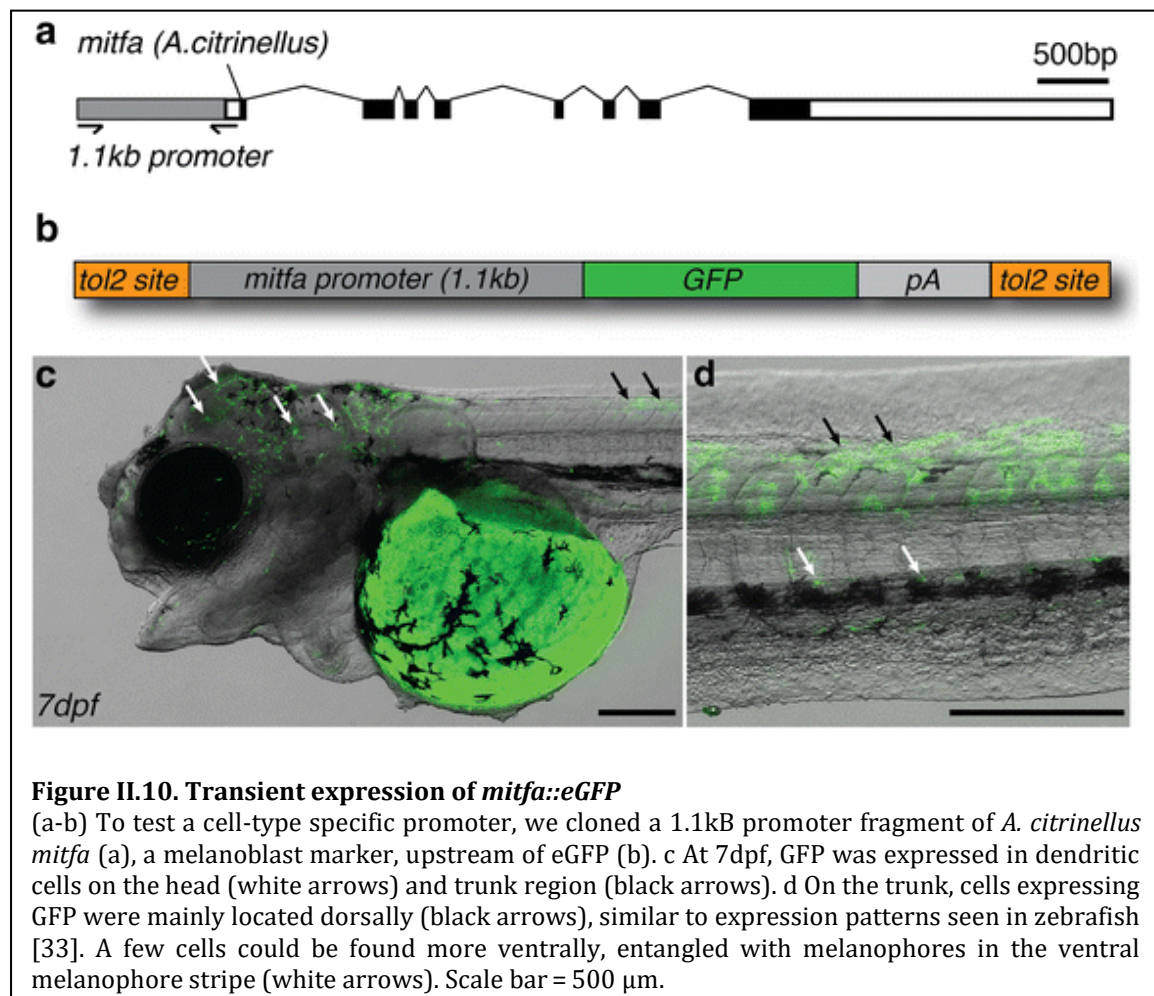 a
mitfa (A.citrinellus)
500bp
1.1kb promoter
b
tol2 site mitfa promoter (1.1kb) GFP pA tol2 site
c
d
7dpf
Figure II.10. Transient expression of mitfa::eGFP
(a-b) To test a cell-type specific promoter, we cloned a 1.1kB promoter fragment of A. citrinellus
mitfa (a), a melanoblast marker, upstream of eGFP (b). c At 7dpf, GFP was expressed in dendritic
cells on the head (white arrows) and trunk region (black arrows). d On the trunk, cells expressing
GFP were mainly located dorsally (black arrows), similar to expression patterns seen in zebrafish
[33]. A few cells could be found more ventrally, entangled with melanophores in the ventral
melanophore stripe (white arrows). Scale bar = 500 μm.